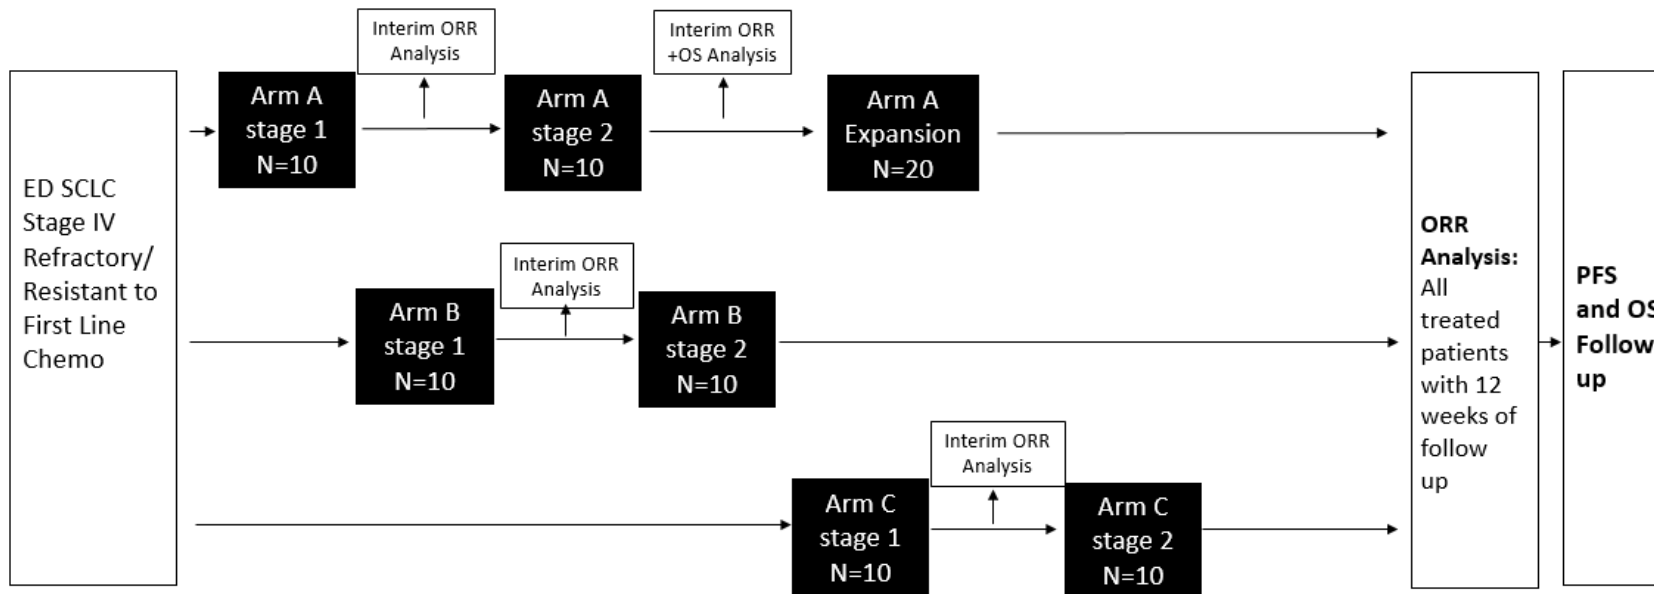 ED SCLC
Stage IV
Refractory/
Resistant to
First Line
Chemo
Arm A
stage 1
N=10
Interim ORR
Analysis
Arm A
stage 2
N=10
Interim ORR
+OS Analysis
Arm A
Expansion
N=20
Arm B
stage 1
N=10
Interim ORR
Analysis
Arm B
stage 2
N=10
Arm C
stage 1
N=10
Interim ORR
Analysis
Arm C
stage 2
N=10
ORR
Analysis:
All
treated
patients
with 12
weeks of
follow
up
PFS
and OS
Follow
up